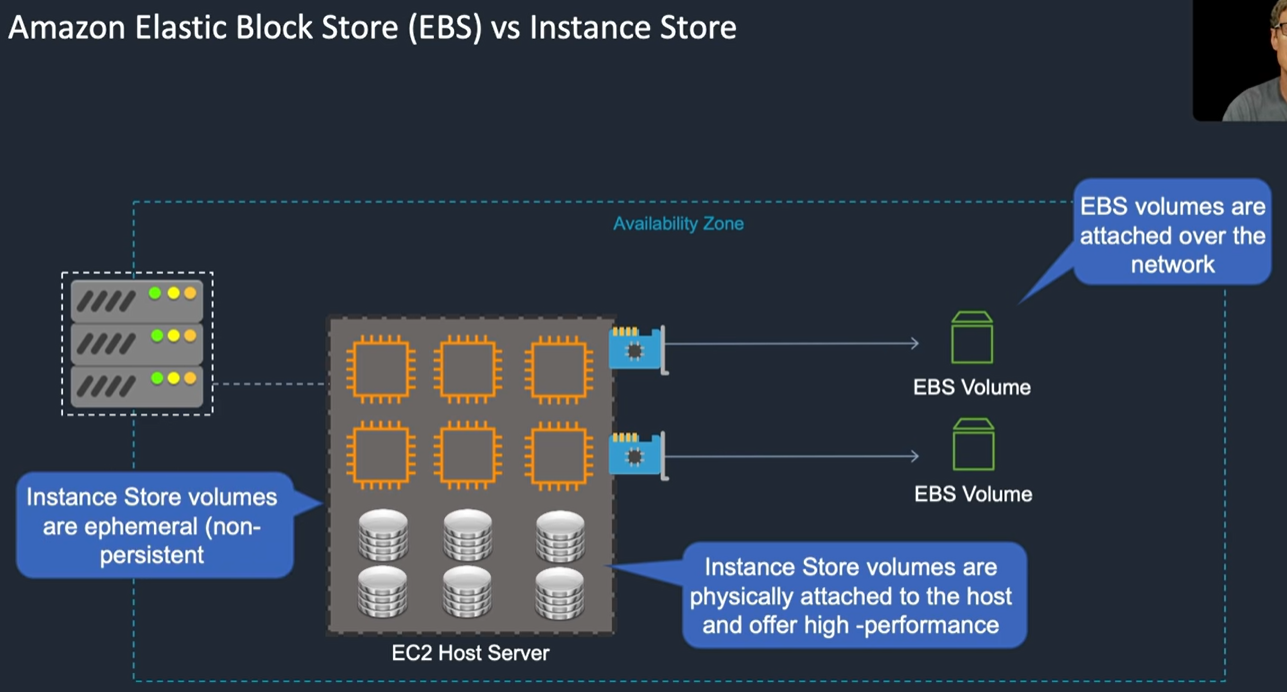 Amazon Elastic Block Store (EBS) vs Instance Store
Availability Zone
EBS volumes are
attached over the
network
EBS Volume
EBS Volume
Instance Store volumes
are ephemeral (non-
persistent
Instance Store volumes are
physically attached to the host
and offer high -performance
EC2 Host Server